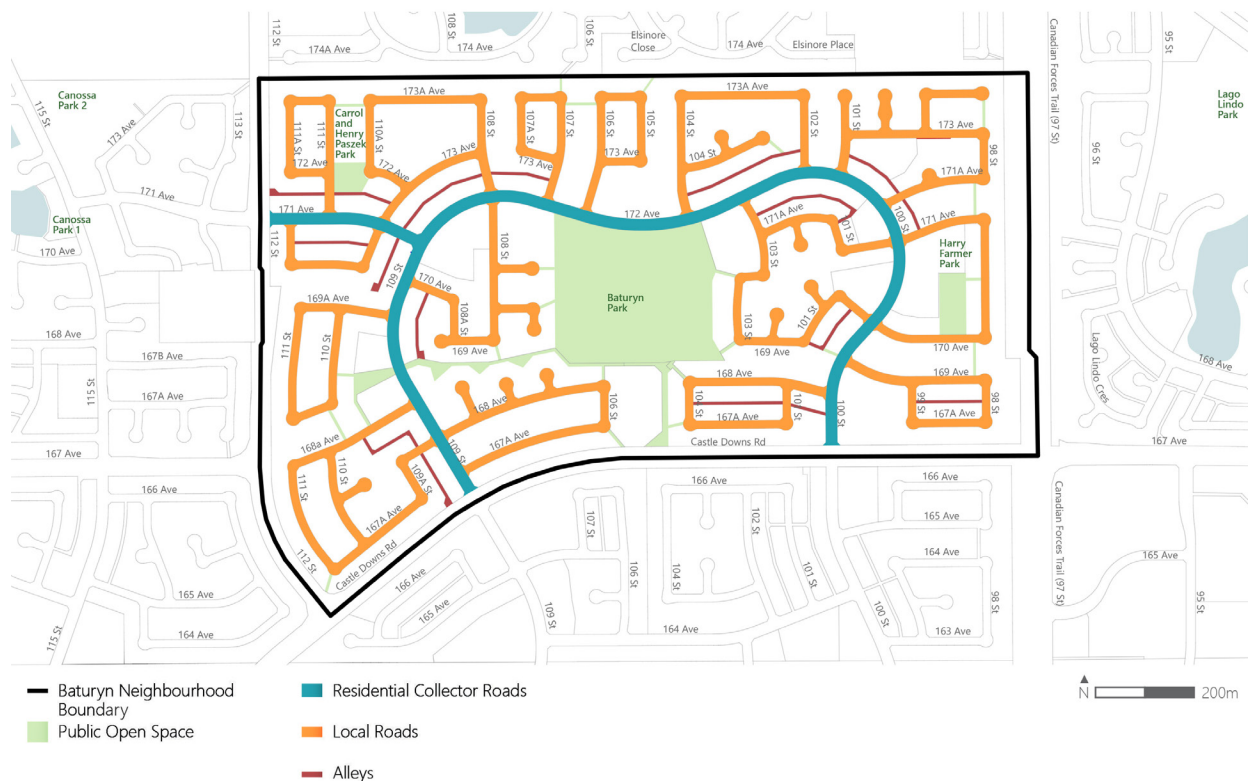 112 St
108 St
106 St
Elsinore
Close
Canadian Forces Trail (97 St)
95 St
174A Ave
174 Ave
174 Ave
Elsinore Place
Canossa
Park 2
115 St
173 Ave
113 St
111A St
111 St
Carrol
and
Henry
Paszek
Park
110A St
173A Ave
108 St
107A St
107 St
106 St
105 St
173A Ave
104 St
102 St
101 St
173 Ave
98 St
Lago
Lindo
Park
96 St
172 Ave
172 Ave
173 Ave
173 Ave
173 Ave
104 St
171A Ave
171 Ave
Canossa
Park 1
170 Ave
171 Ave
112 St
172 Ave
171A Ave
101 St
100 St
171 Ave
108 St
103 St
Harry
Farmer
Park
109 St
170 Ave
108A St
169A Ave
Baturyn
Park
101 St
168 Ave
111 St
110 St
103 St
169 Ave
169 Ave
170 Ave
167B Ave
Lago Lindo Cres
168 Ave
115 St
167A Ave
168 Ave
106 St
168 Ave
104 St
167A Ave
100 St
169 Ave
167A Ave
98 St
168a Ave
109 St
167A Ave
Castle Downs Rd
167 Ave
167 Ave
111 St
110 St
109A St
167A Ave
166 Ave
166 Ave
166 Ave
107 St
106 St
104 St
102 St
101 St
165 Ave
Canadian Forces Trail (97 St)
112 St
Castle Downs Rd
166 Ave
165 Ave
165 Ave
164 Ave
165 Ave
164 Ave
115 St
109 St
164 Ave
100 St
163 Ave
98 St
95 St
Baturyn Neighbourhood
Boundary
Public Open Space
Residential Collector Roads
Local Roads
Alleys
N
200m